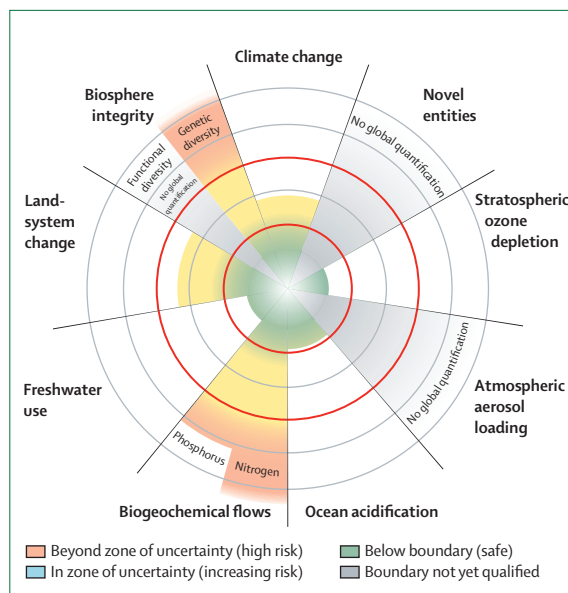 Climate change
Biosphere
integrity
Novel
entities
Genetic
diversity
Functional
diversity
No global
quantification
No global quantification
Land-
system
change
Stratospheric
ozone
depletion
Freshwater
use
No global quantification
Atmospheric
aerosol
loading
Phosphorus
Nitrogen
Biogeochemical flows
Ocean acidification
Beyond zone of uncertainty (high risk)
In zone of uncertainty (increasing risk)
Below boundary (safe)
Boundary not yet qualified